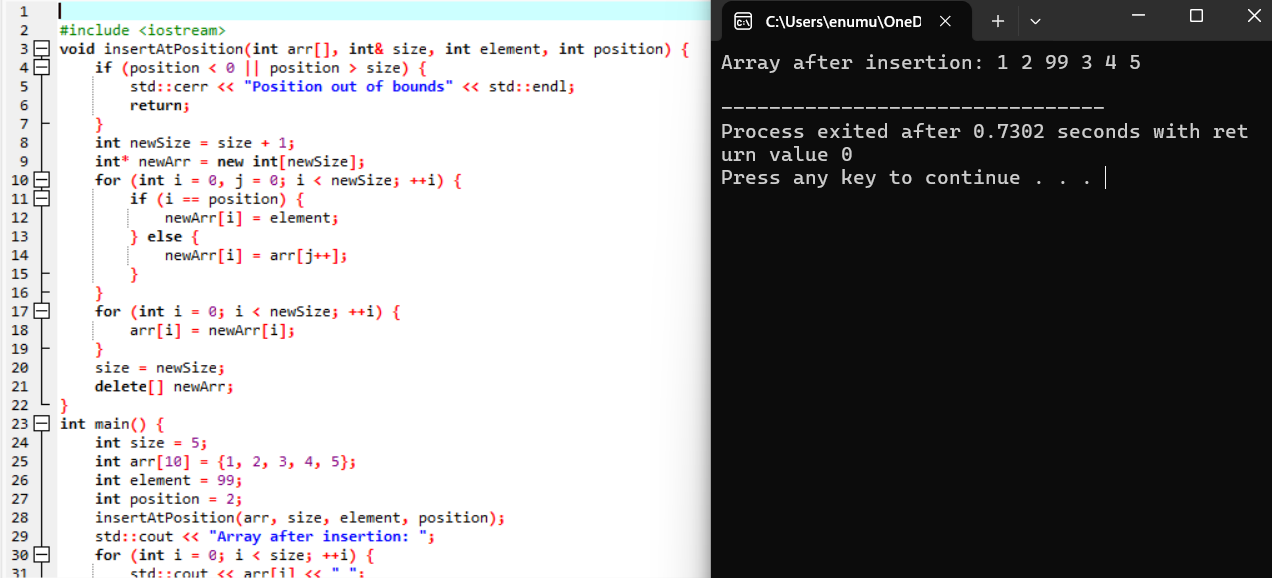 1
2 #include <iostream>
3 void insertAtPosition(int arr[], int& size, int element, int position) {
4     if (position < 0 || position > size) {
5         std::cerr << "Position out of bounds" << std::endl;
6         return;
7     }
8     int newSize = size + 1;
9     int* newArr = new int[newSize];
10     for (int i = 0, j = 0; i < newSize; ++i) {
11         if (i == position) {
12             newArr[i] = element;
13         } else {
14             newArr[i] = arr[j++];
15         }
16     }
17     for (int i = 0; i < newSize; ++i) {
18         arr[i] = newArr[i];
19     }
20     size = newSize;
21     delete[] newArr;
22 }
23 int main() {
24     int size = 5;
25     int arr[10] = {1, 2, 3, 4, 5};
26     int element = 99;
27     int position = 2;
28     insertAtPosition(arr, size, element, position);
29     std::cout << "Array after insertion: ";
30     for (int i = 0; i < size; ++i) {
31         std::cout << arr[i] << " ";
C:\Users\enumu\OneD
Array after insertion: 1 2 99 3 4 5
--------------------------------
Process exited after 0.7302 seconds with ret
urn value 0
Press any key to continue . . .